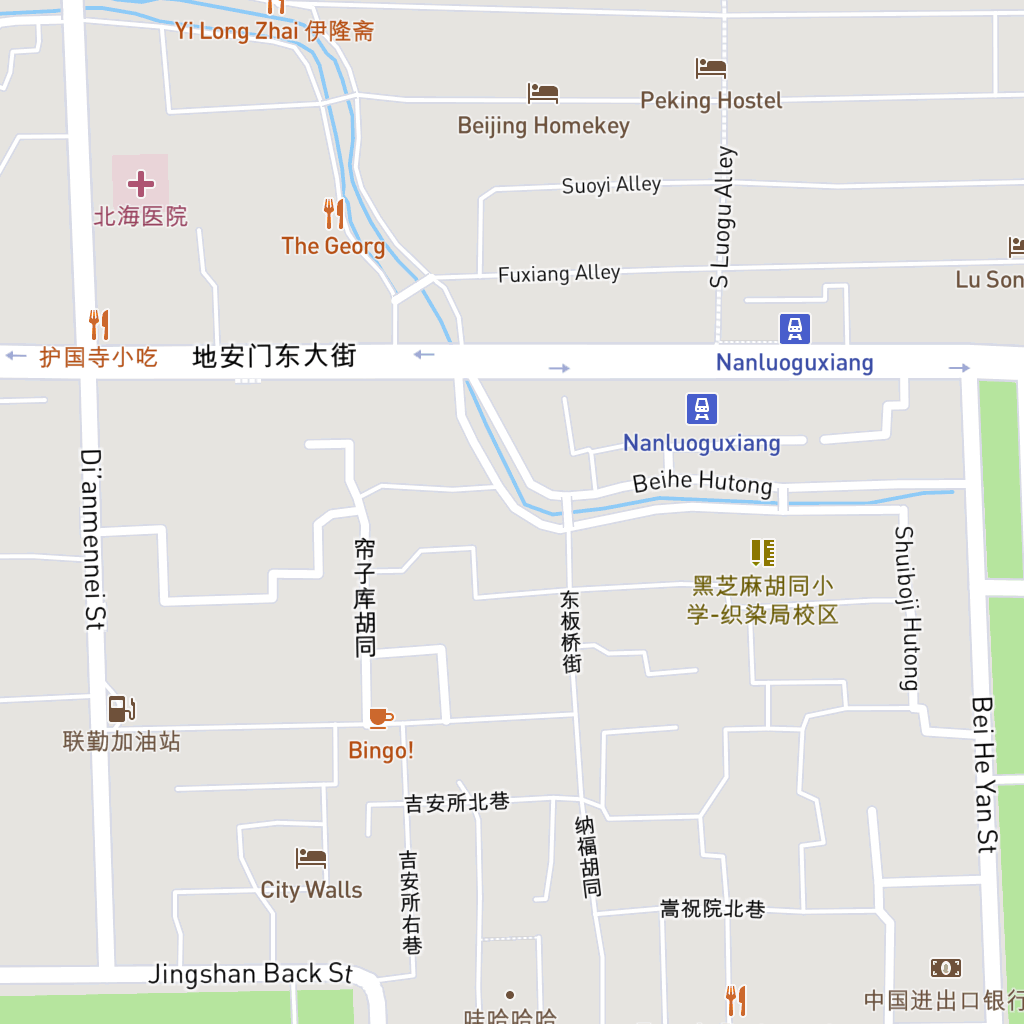 Yi Long Zhai 伊隆斋
Peking Hostel
Beijing Homekey
S Luogu Alley
Suoyi Alley
北海医院
The Georg
Fuxiang Alley
Lu Son
护国寺小吃
地安门东大街
Nanluoguxiang
Nanluoguxiang
Beihe Hutong
Di'anmennei St
帘子库胡同
黑芝麻胡同小
学-织染局校区
Shuiboji Hutong
东板桥街
联勤加油站
Bingo!
Bei He Yan St
吉安所北巷
纳福胡同
吉安所右巷
City Walls
嵩祝院北巷
Jingshan Back St
中国进出口银行
哇哈哈哈